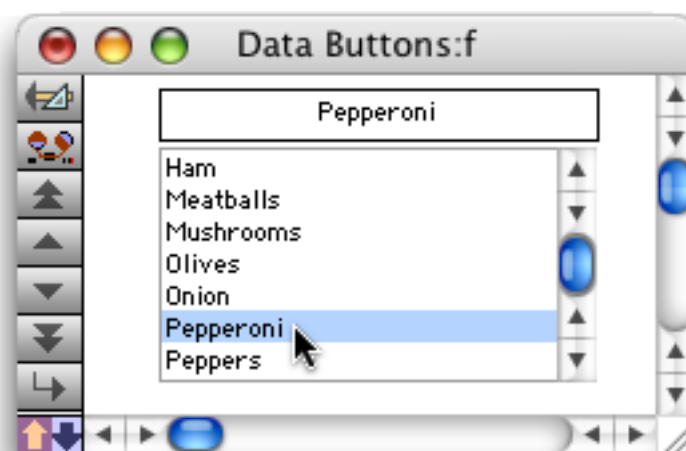 Data Buttons:f
Pepperoni
Ham
Meatballs
Mushrooms
Olives
Onion
Pepperoni
Peppers